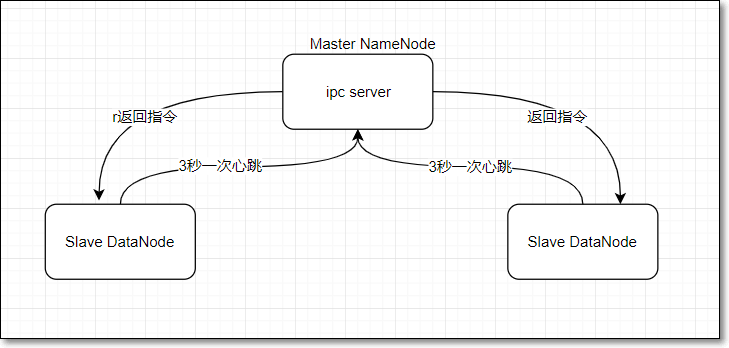 Master NameNode
ipc server
r返回指令
返回指令
3秒一次心跳
3秒一次心跳
Slave DataNode
Slave DataNode